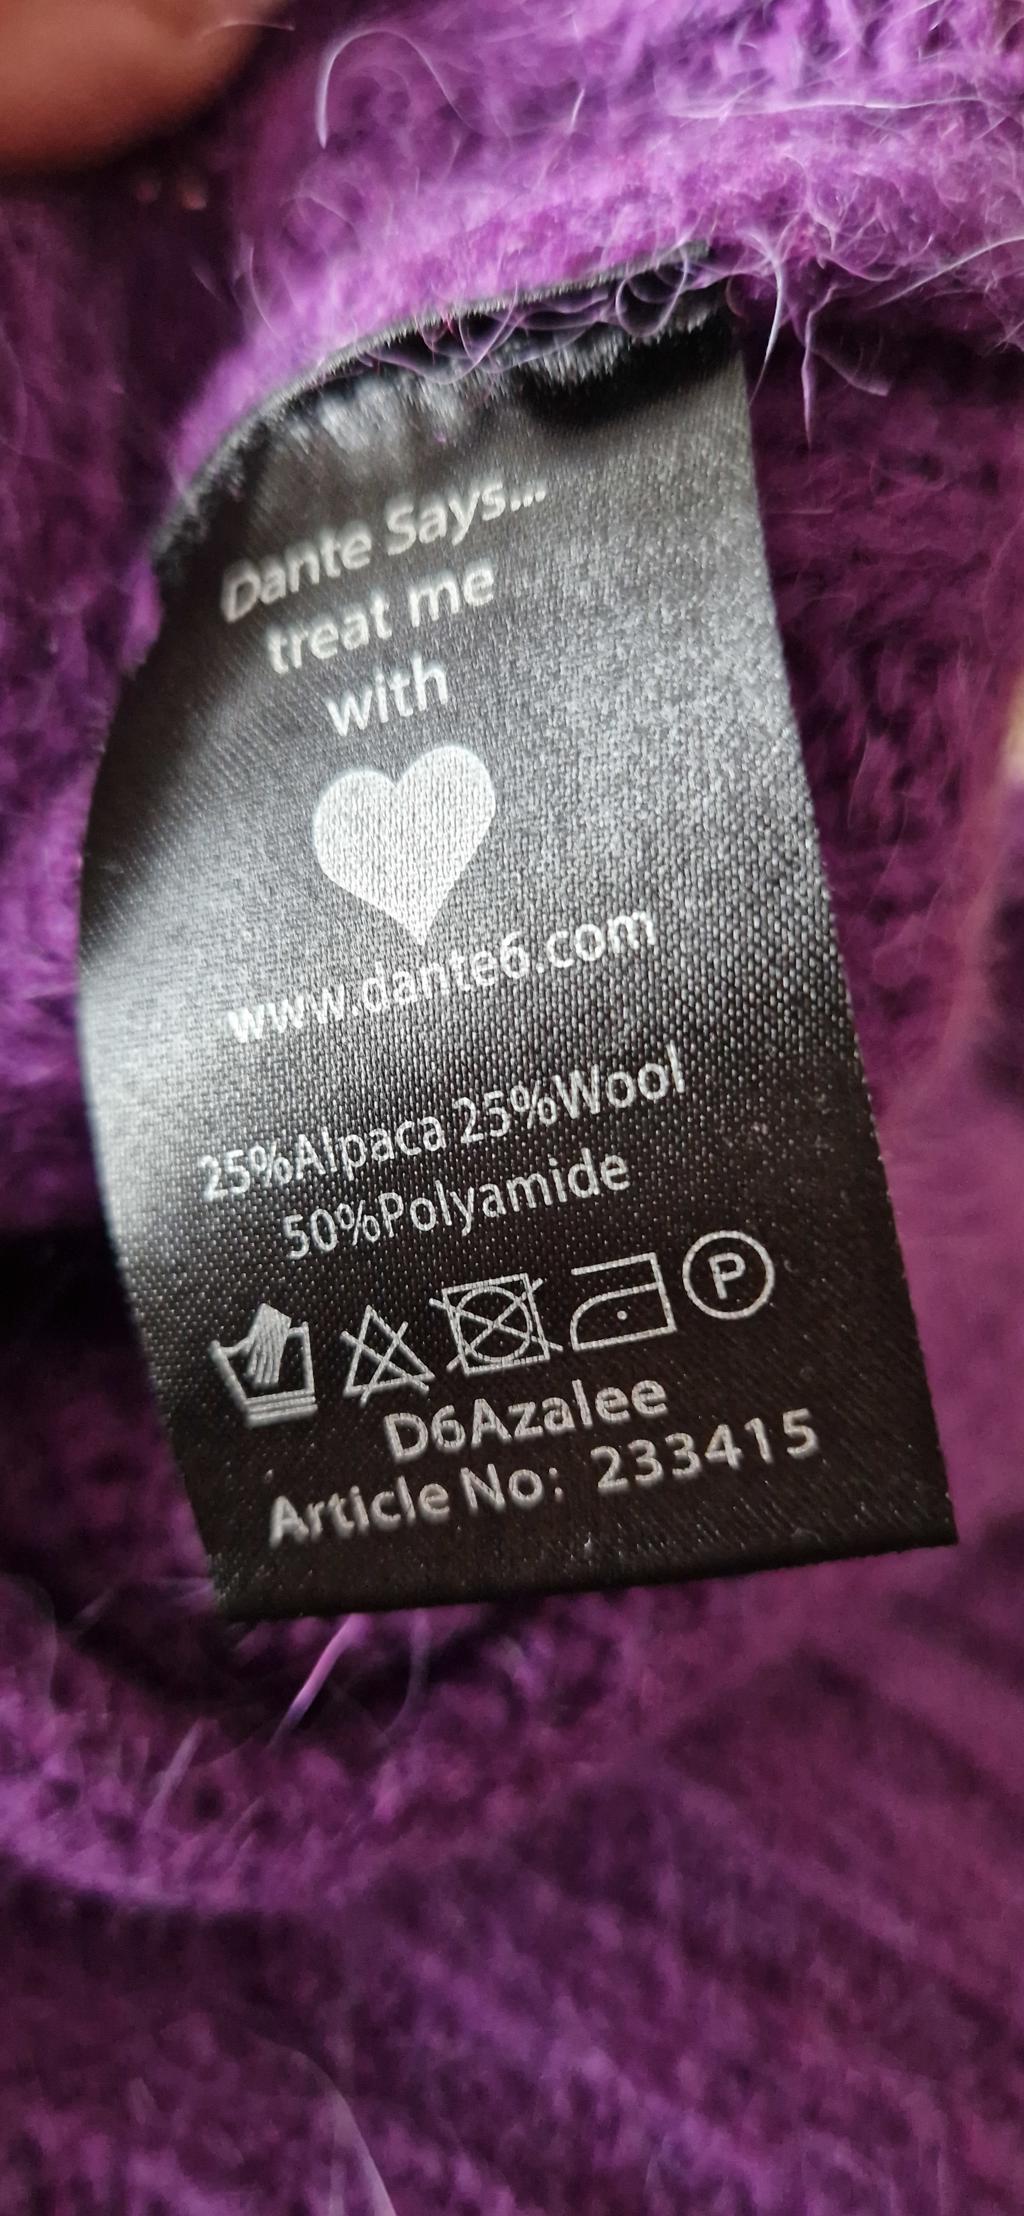 Dante Says...
treat me
with
www.dante6.com
25%Alpaca 25%Wool
50%Polyamide
P
D6Azalee
Article No: 233415